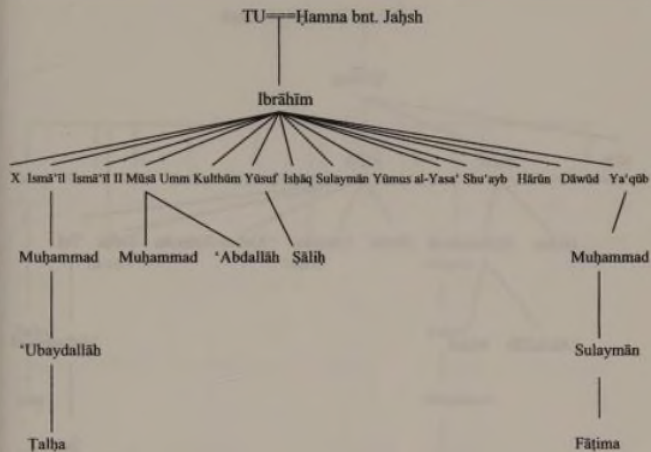 TU═══Ḥamna bnt. Jaḥsh
Ibrāhīm
X Ismāʿīl Ismāʿīl II Mūsā Umm Kulthūm Yūsuf Isḥāq Sulaymān Yūmus al-Yasaʿ Shuʿayb Hārūn Dāwūd Yaʿqūb
Muḥammad Muḥammad ʿAbdallāh Ṣāliḥ Muḥammad
ʿUbaydallāh Sulaymān
Ṭalḥa Fāṭima